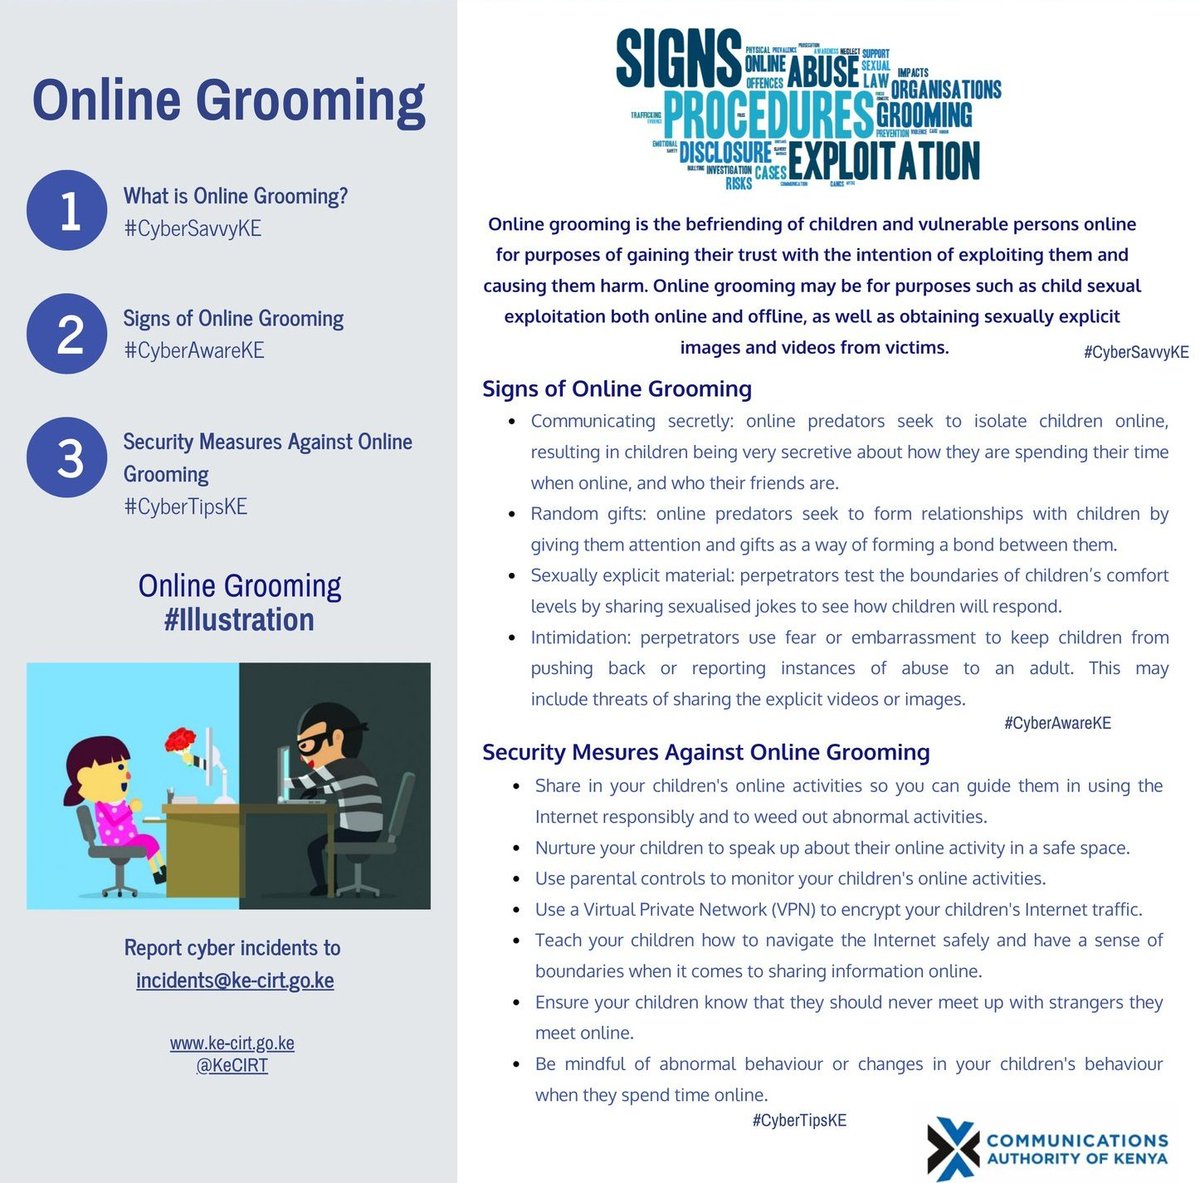 Online Grooming
1
What is Online Grooming?
#CyberSavvyKE
2
Signs of Online Grooming
#CyberAwareKE
3
Security Measures Against Online
Grooming
#CyberTipsKE
Online Grooming
#Illustration
Report cyber incidents to
incidents@ke-cirt.go.ke
www.ke-cirt.go.ke
@KeCIRT
SIGNS
PHYSICAL PREVALENCE
PROSECUTION
AWARENESS NEGLECT SUPPORT
ONLINE
ABUSE
SEXUAL
OFFENCES
LAW
IMPACTS
ORGANISATIONS
TRAFFICKING
PROCEDURES
GROOMING
PREVENTION VIOLENCE CARE
EMOTIONAL
SAFETY
DISCLOSURE
EXPLOITATION
BULLYING
INVESTIGATION
CASES
RISKS
COMMUNICATION
GANGS
Online grooming is the befriending of children and vulnerable persons online
for purposes of gaining their trust with the intention of exploiting them and
causing them harm. Online grooming may be for purposes such as child sexual
exploitation both online and offline, as well as obtaining sexually explicit
images and videos from victims.
#CyberSavvyKE
Signs of Online Grooming
• Communicating secretly: online predators seek to isolate children online,
resulting in children being very secretive about how they are spending their time
when online, and who their friends are.
• Random gifts: online predators seek to form relationships with children by
giving them attention and gifts as a way of forming a bond between them.
• Sexually explicit material: perpetrators test the boundaries of children’s comfort
levels by sharing sexualised jokes to see how children will respond.
• Intimidation: perpetrators use fear or embarrassment to keep children from
pushing back or reporting instances of abuse to an adult. This may
include threats of sharing the explicit videos or images.
#CyberAwareKE
Security Mesures Against Online Grooming
• Share in your children's online activities so you can guide them in using the
Internet responsibly and to weed out abnormal activities.
• Nurture your children to speak up about their online activity in a safe space.
• Use parental controls to monitor your children's online activities.
• Use a Virtual Private Network (VPN) to encrypt your children's Internet traffic.
• Teach your children how to navigate the Internet safely and have a sense of
boundaries when it comes to sharing information online.
• Ensure your children know that they should never meet up with strangers they
meet online.
• Be mindful of abnormal behaviour or changes in your children's behaviour
when they spend time online.
#CyberTipsKE
COMMUNICATIONS
AUTHORITY OF KENYA